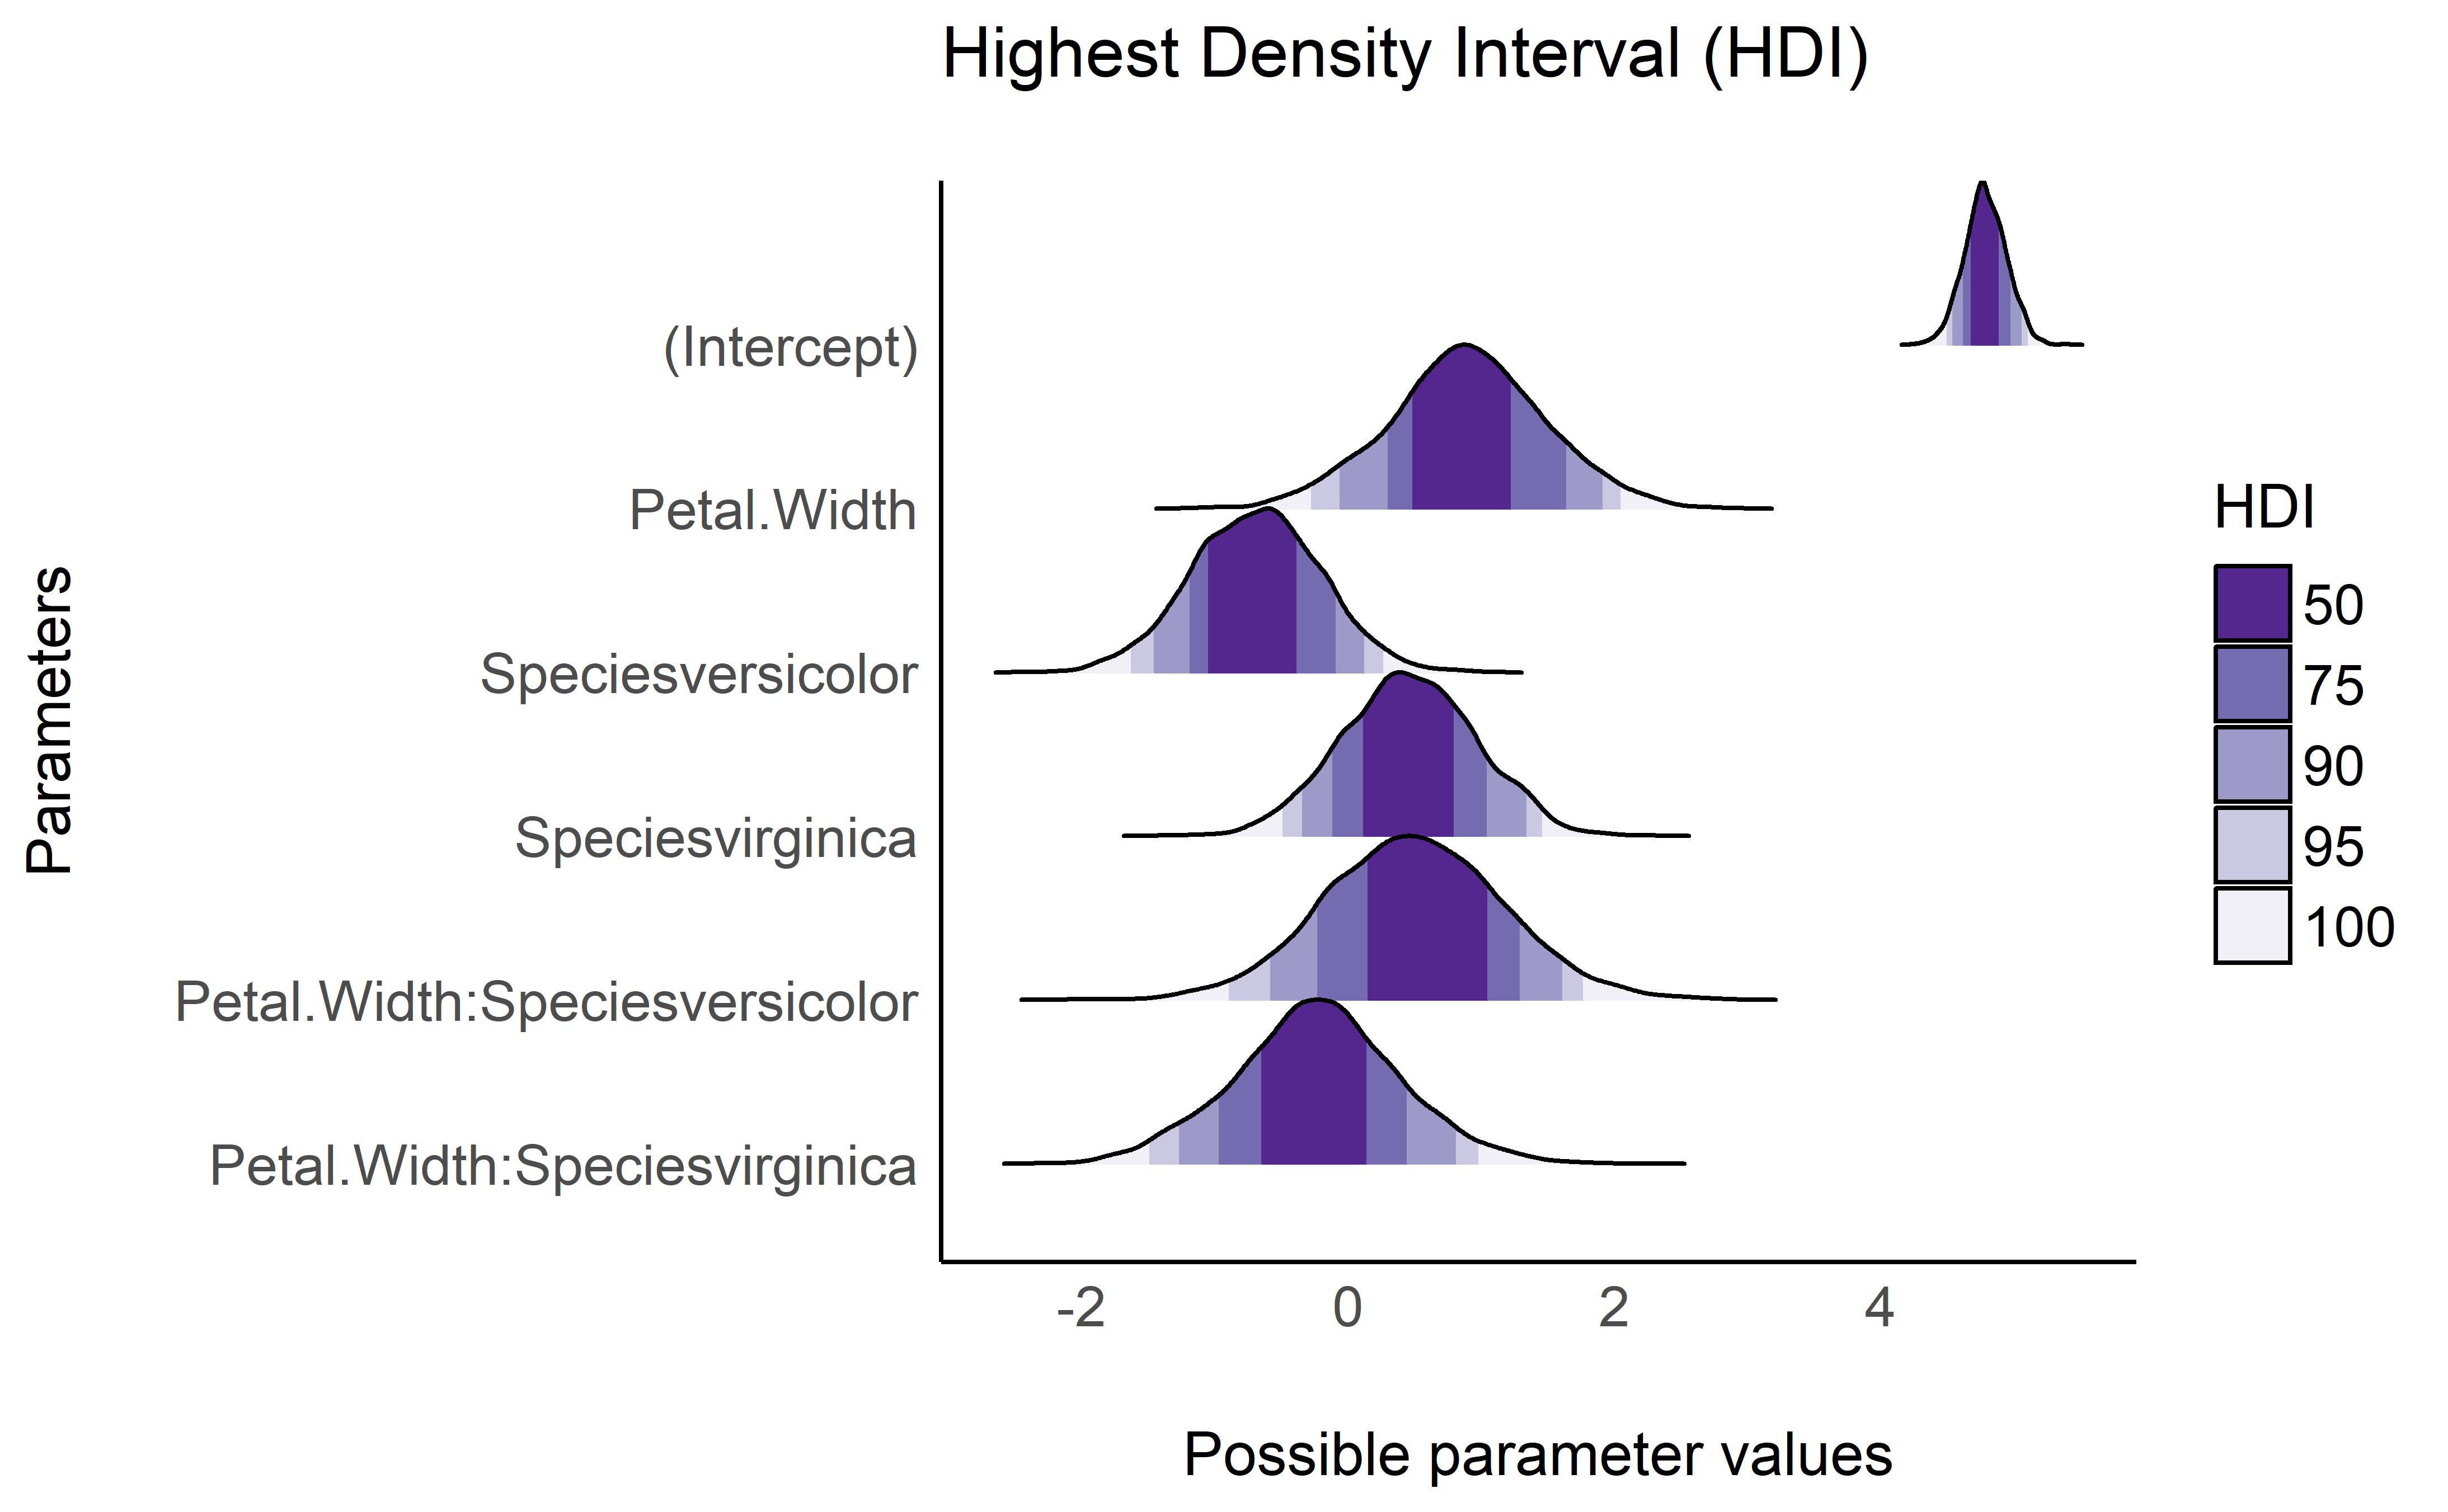 Highest Density Interval (HDI)
Parameters
(Intercept)
Petal.Width
Speciesversicolor
Speciesvirginica
Petal.Width:Speciesversicolor
Petal.Width:Speciesvirginica
-2 0 2 4
Possible parameter values
HDI
50
75
90
95
100